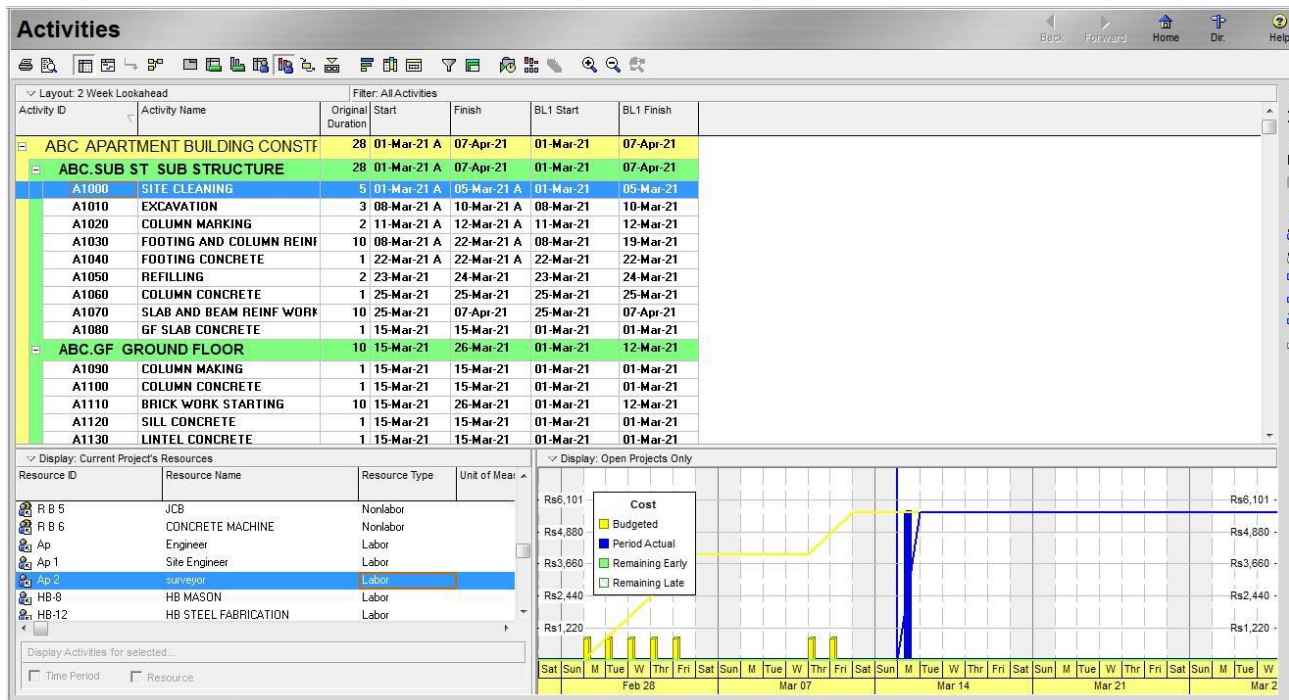 Activities
Back Forward Home Dir. Help
Layout: 2 Week Lookahead Filter: All Activities
Activity ID Activity Name Original Duration Start Finish BL1 Start BL1 Finish
ABC APARTMENT BUILDING CONSTF 28 01-Mar-21 A 07-Apr-21 01-Mar-21 07-Apr-21
ABC.SUB ST SUB STRUCTURE 28 01-Mar-21 A 07-Apr-21 01-Mar-21 07-Apr-21
A1000 SITE CLEANING 5 01-Mar-21 A 05-Mar-21 A 01-Mar-21 05-Mar-21
A1010 EXCAVATION 3 08-Mar-21 A 10-Mar-21 A 08-Mar-21 10-Mar-21
A1020 COLUMN MARKING 2 11-Mar-21 A 12-Mar-21 A 11-Mar-21 12-Mar-21
A1030 FOOTING AND COLUMN REINF 10 08-Mar-21 A 22-Mar-21 A 08-Mar-21 19-Mar-21
A1040 FOOTING CONCRETE 1 22-Mar-21 A 22-Mar-21 A 22-Mar-21 22-Mar-21
A1050 REFILLING 2 23-Mar-21 24-Mar-21 23-Mar-21 24-Mar-21
A1060 COLUMN CONCRETE 1 25-Mar-21 25-Mar-21 25-Mar-21 25-Mar-21
A1070 SLAB AND BEAM REINF WORK 10 25-Mar-21 07-Apr-21 25-Mar-21 07-Apr-21
A1080 GF SLAB CONCRETE 1 15-Mar-21 15-Mar-21 01-Mar-21 01-Mar-21
ABC.GF GROUND FLOOR 10 15-Mar-21 26-Mar-21 01-Mar-21 12-Mar-21
A1090 COLUMN MAKING 1 15-Mar-21 15-Mar-21 01-Mar-21 01-Mar-21
A1100 COLUMN CONCRETE 1 15-Mar-21 15-Mar-21 01-Mar-21 01-Mar-21
A1110 BRICK WORK STARTING 10 15-Mar-21 26-Mar-21 01-Mar-21 12-Mar-21
A1120 SILL CONCRETE 1 15-Mar-21 15-Mar-21 01-Mar-21 01-Mar-21
A1130 LINTEL CONCRETE 1 15-Mar-21 15-Mar-21 01-Mar-21 01-Mar-21
Display: Current Project's Resources
Resource ID Resource Name Resource Type Unit of Mea
R B 5 JCB Nonlabor
R B 6 CONCRETE MACHINE Nonlabor
Ap Engineer Labor
Ap 1 Site Engineer Labor
Ap 2 surveyor Labor
HB-8 HB MASON Labor
HB-12 HB STEEL FABRICATION Labor
Display Activities for selected...
Time Period Resource
Display: Open Projects Only
Rs6,101 Rs6,101
Rs4,880 Rs4,880
Rs3,660 Rs3,660
Rs2,440 Rs2,440
Rs1,220 Rs1,220
Cost
Budgeted
Period Actual
Remaining Early
Remaining Late
Sat Sun M Tue W Thr Fri Sat Sun M Tue W Thr Fri Sat Sun M Tue W Thr Fri Sat Sun M Tue W Thr Fri Sat Sun M Tue W
Feb 28 Mar 07 Mar 14 Mar 21 Mar 2